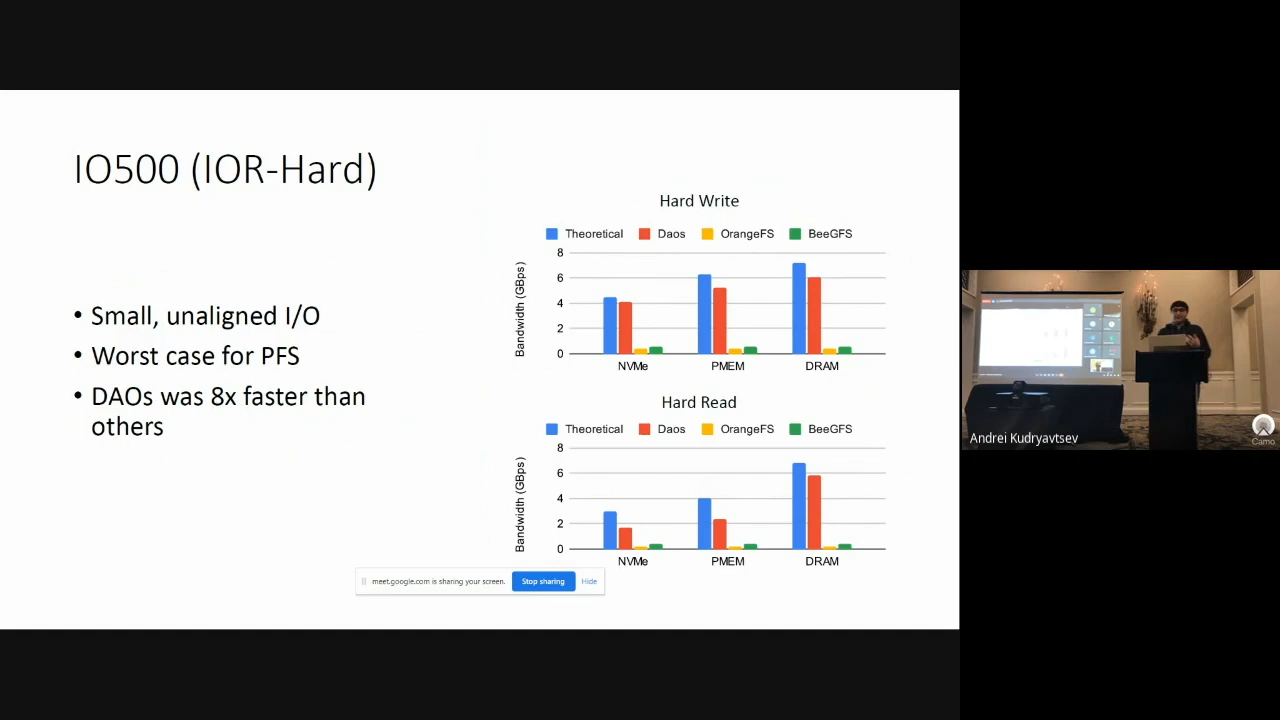 IO500 (IOR-Hard)
• Small, unaligned I/O
• Worst case for PFS
• DAOs was 8x faster than
others
Hard Write
Theoretical Daos OrangeFS BeeGFS
Bandwidth (GBps)
8
6
4
2
0
NVMe PMEM DRAM
Hard Read
Theoretical Daos OrangeFS BeeGFS
Bandwidth (GBps)
8
6
4
2
0
NVMe PMEM DRAM
meet.google.com is sharing your screen. Stop sharing Hide
Andrei Kudryavtsev
Camo